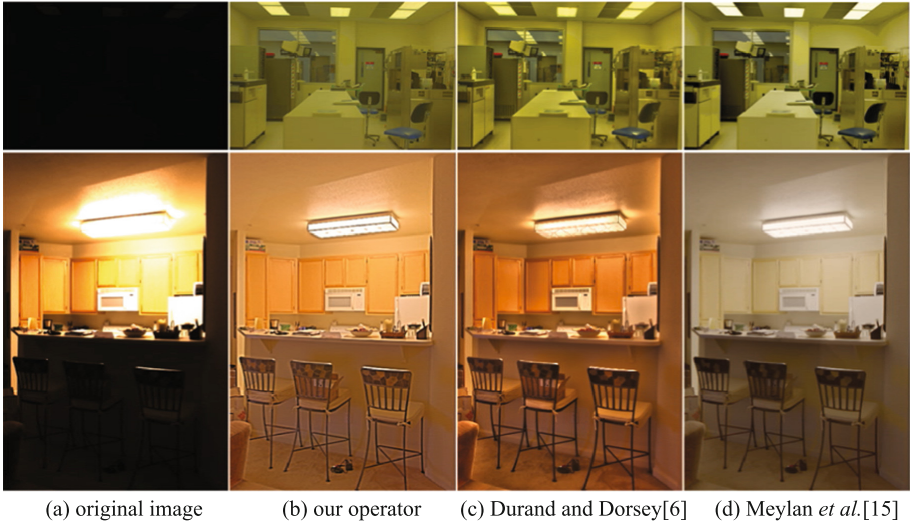 (a) original image (b) our operator (c) Durand and Dorsey[6] (d) Meylan et al.[15]